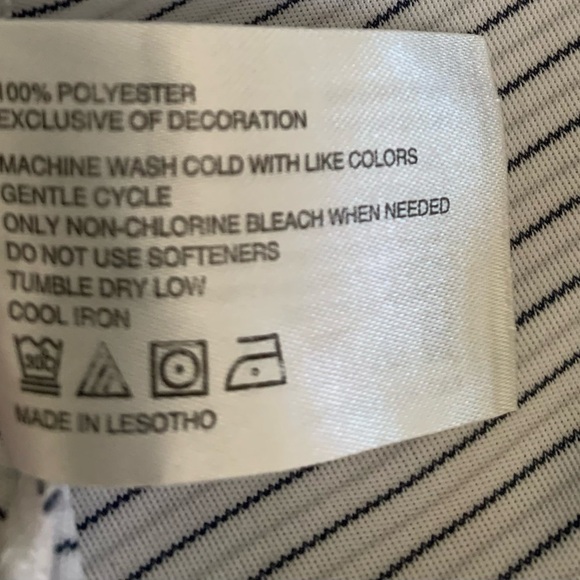 100% POLYESTER
EXCLUSIVE OF DECORATION
MACHINE WASH COLD WITH LIKE COLORS
GENTLE CYCLE
ONLY NON-CHLORINE BLEACH WHEN NEEDED
DO NOT USE SOFTENERS
TUMBLE DRY LOW
COOL IRON
30C
MADE IN LESOTHO